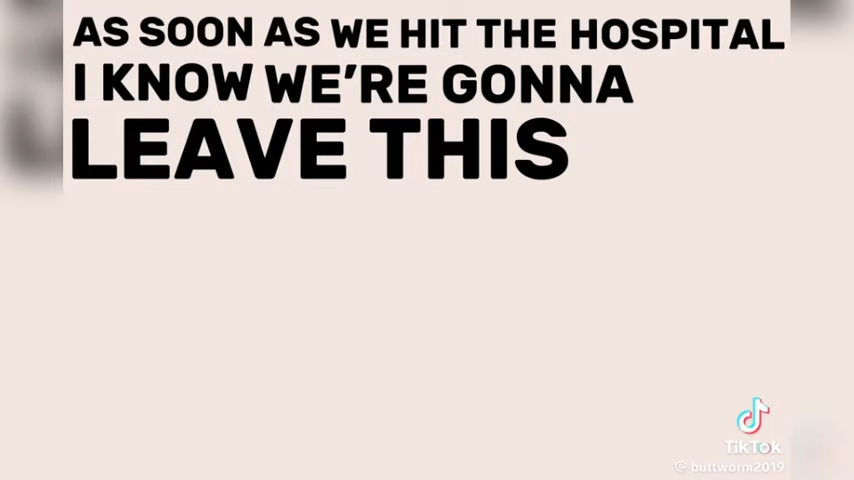 AS SOON AS WE HIT THE HOSPITAL
I KNOW WE'RE GONNA
LEAVE THIS
TikTok
@buttworm2019